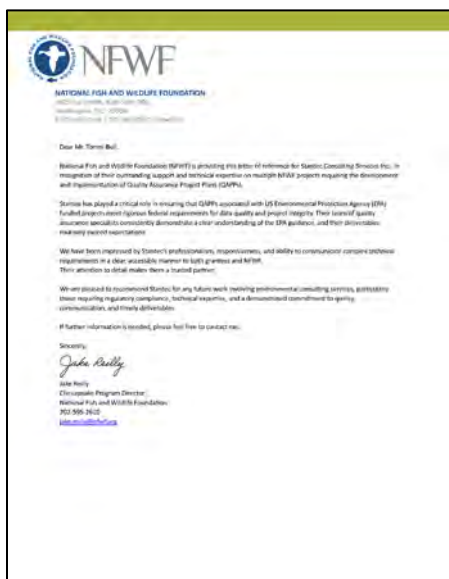 NFWF
NATIONAL FISH AND WILDLIFE FOUNDATION
Dear Mr. Torres-Bull,
National Fish and Wildlife Foundation (NFWF) is providing this letter of reference for Stantec Consulting Services Inc., in
recognition of their outstanding support and technical expertise on multiple NFWF projects requiring the development
and implementation of Quality Assurance Project Plans (QAPPs).
Stantec has played a critical role in ensuring that QAPPs associated with US Environmental Protection Agency (EPA)
funded projects meet rigorous federal requirements for data quality and project integrity. Their team of quality
assurance specialists consistently demonstrate a clear understanding of the EPA guidance, and their deliverables
routinely exceed expectations.
We have been impressed by Stantec's professionalism, responsiveness, and ability to communicate complex technical
requirements in a clear, accessible manner to both grantees and NFWF.
Their attention to detail makes them a trusted partner.
We are pleased to recommend Stantec for any future work involving environmental consulting services, particularly
those requiring regulatory compliance, technical expertise, and a demonstrated commitment to quality,
communication, and timely deliverables.
If further information is needed, please feel free to contact me.
Sincerely,
Jake Reilly
Jake Reilly
Chesapeake Program Director
National Fish and Wildlife Foundation
202-595-2610
jake.reilly@nfwf.org